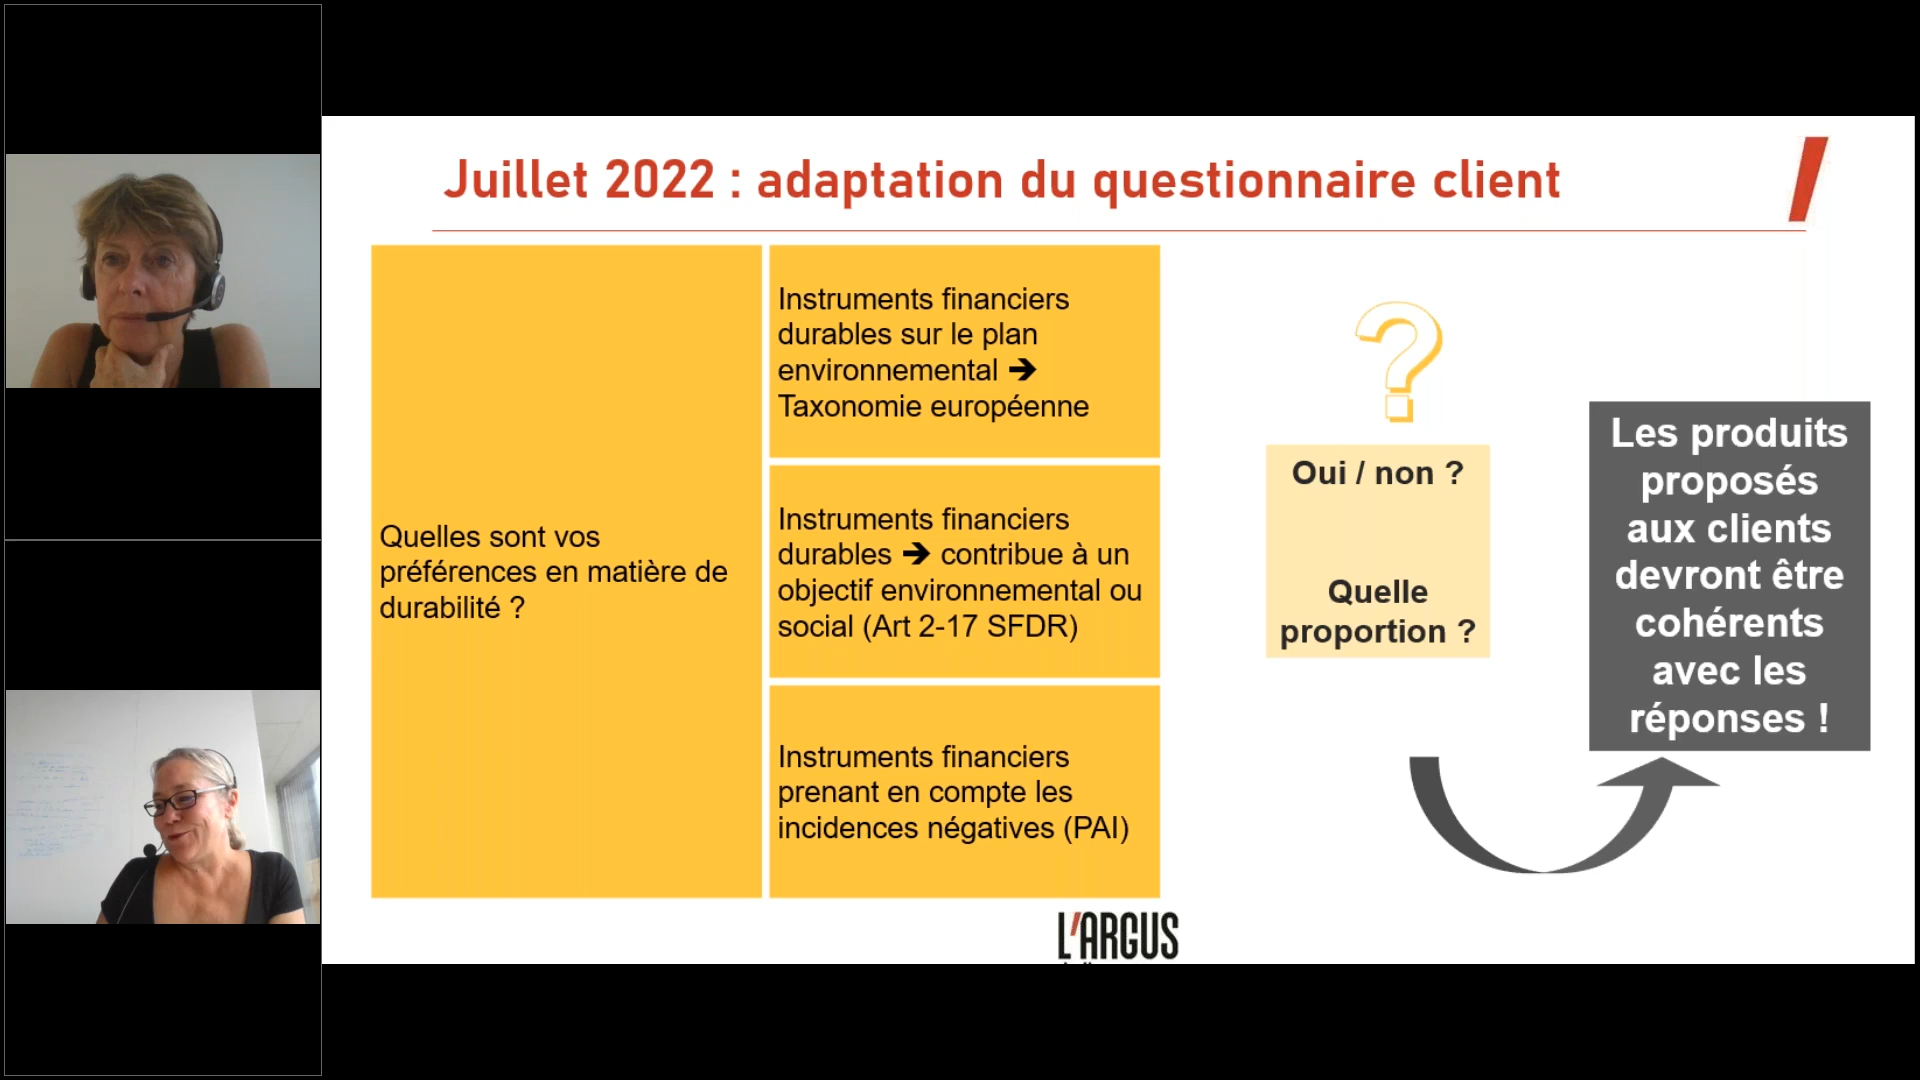 Juillet 2022 : adaptation du questionnaire client
Quelles sont vos
préférences en matière de
durabilité ?
Instruments financiers
durables sur le plan
environnemental ➔
Taxonomie européenne
Instruments financiers
durables ➔ contribue à un
objectif environnemental ou
social (Art 2-17 SFDR)
Instruments financiers
prenant en compte les
incidences négatives (PAI)
?
Oui / non ?
Quelle
proportion ?
Les produits
proposés
aux clients
devront être
cohérents
avec les
réponses !
L'ARGUS